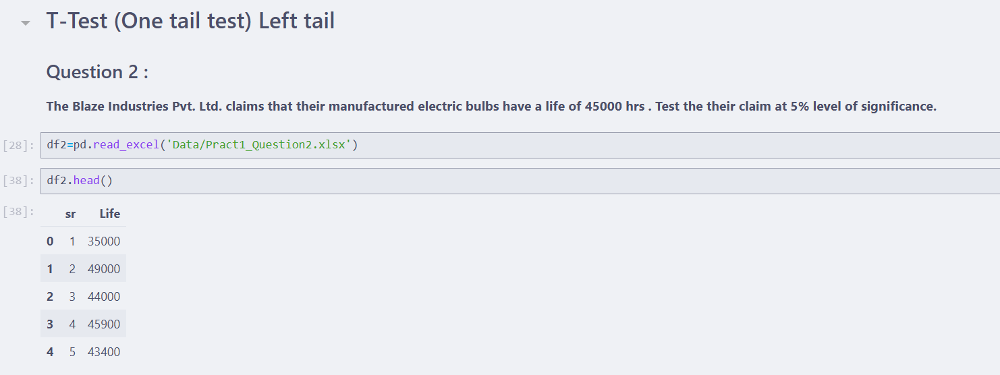 T-Test (One tail test) Left tail
Question 2 :
The Blaze Industries Pvt. Ltd. claims that their manufactured electric bulbs have a life of 45000 hrs . Test the their claim at 5% level of significance.
[28]: df2=pd.read_excel('Data/Pract1_Question2.xlsx')
[38]: df2.head()
[38]: sr Life
0 1 35000
1 2 49000
2 3 44000
3 4 45900
4 5 43400